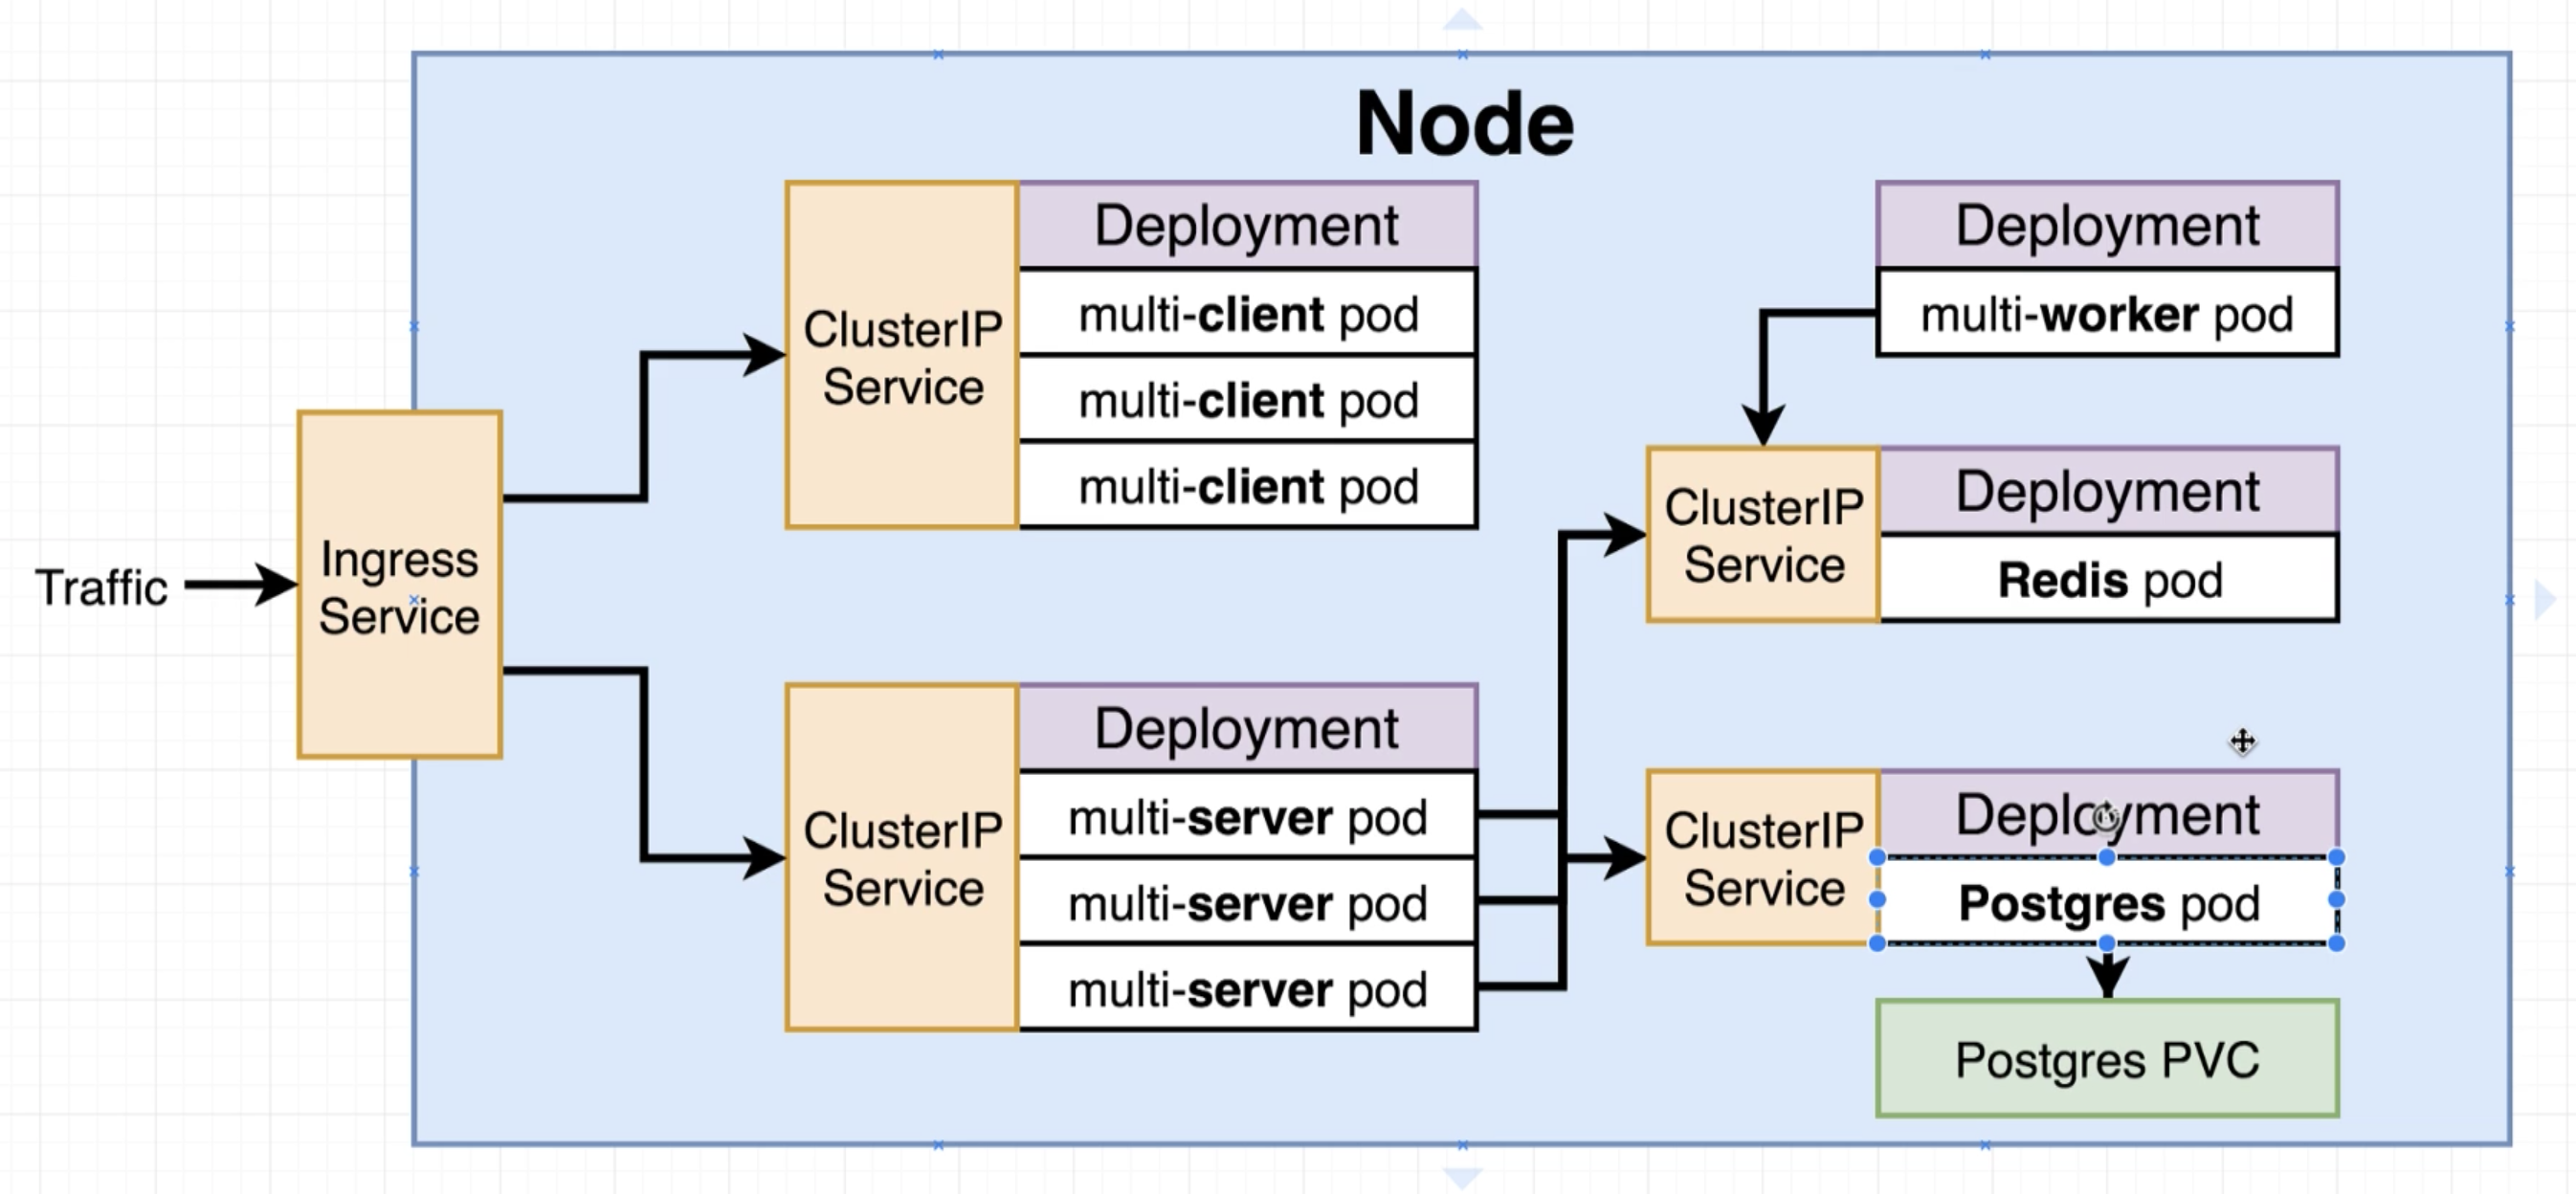 Node
Traffic
Ingress
Service
ClusterIP
Service
Deployment
multi-client pod
multi-client pod
multi-client pod
ClusterIP
Service
Deployment
multi-server pod
multi-server pod
multi-server pod
Deployment
multi-worker pod
ClusterIP
Service
Deployment
Redis pod
ClusterIP
Service
Deployment
Postgres pod
Postgres PVC